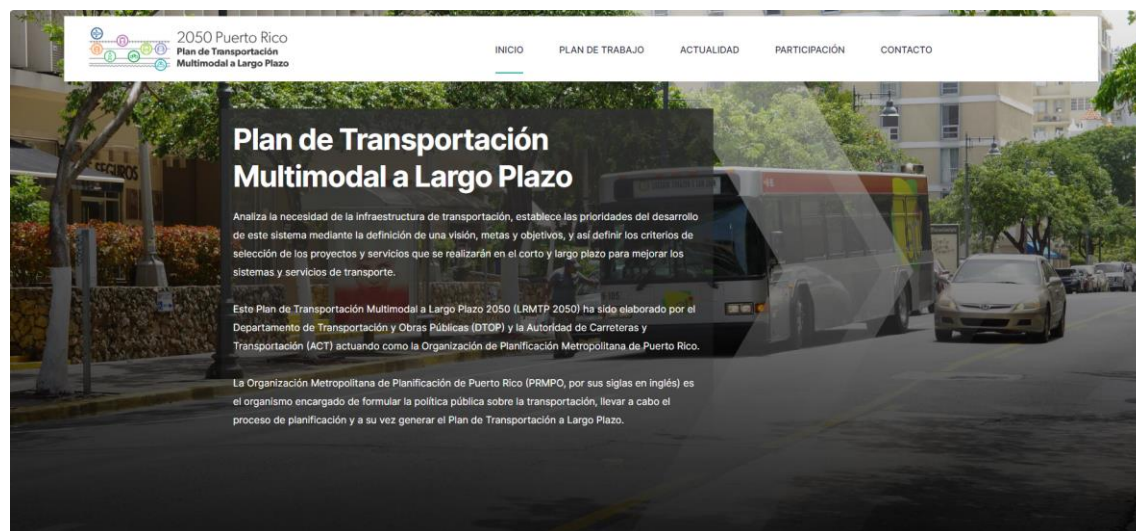 2050 Puerto Rico
Plan de Transportación
Multimodal a Largo Plazo
INICIO PLAN DE TRABAJO ACTUALIDAD PARTICIPACIÓN CONTACTO
SEGUROS
Plan de Transportación
Multimodal a Largo Plazo
Analiza la necesidad de la infraestructura de transportación, establece las prioridades del desarrollo
de este sistema mediante la definición de una visión, metas y objetivos, y así definir los criterios de
selección de los proyectos y servicios que se realizarán en el corto y largo plazo para mejorar los
sistemas y servicios de transporte.
Este Plan de Transportación Multimodal a Largo Plazo 2050 (LRMTP 2050) ha sido elaborado por el
Departamento de Transportación y Obras Públicas (DTOP) y la Autoridad de Carreteras y
Transportación (ACT) actuando como la Organización de Planificación Metropolitana de Puerto Rico.
La Organización Metropolitana de Planificación de Puerto Rico (PRMPO, por sus siglas en inglés) es
el organismo encargado de formular la política pública sobre la transportación, llevar a cabo el
proceso de planificación y a su vez generar el Plan de Transportación a Largo Plazo.